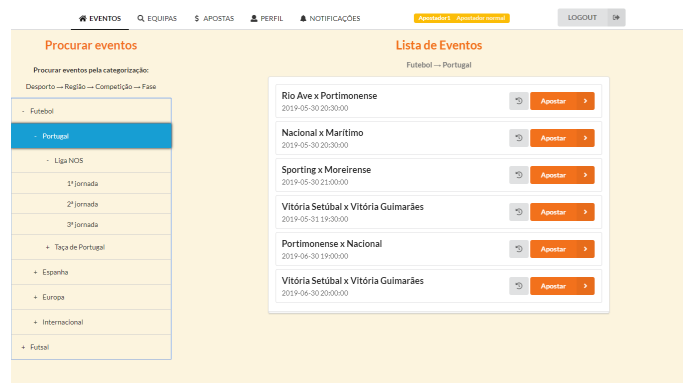 EVENTOS EQUIPAS $ APOSTAS PERFIL NOTIFICAÇÕES Apostador1 Apostador normal LOGOUT
Procurar eventos
Procurar eventos pela categorização:
Desporto → Região → Competição → Fase
- Futebol
- Portugal
- Liga NOS
1ª jornada
2ª jornada
3ª jornada
+ Taça de Portugal
+ Espanha
+ Europa
+ Internacional
+ Futsal
Lista de Eventos
Futebol → Portugal
Rio Ave x Portimonense
2019-05-30 20:30:00
Apostar
Nacional x Marítimo
2019-05-30 20:30:00
Apostar
Sporting x Moreirense
2019-05-30 21:00:00
Apostar
Vitória Setúbal x Vitória Guimarães
2019-05-31 19:30:00
Apostar
Portimonense x Nacional
2019-06-30 19:00:00
Apostar
Vitória Setúbal x Vitória Guimarães
2019-06-30 20:00:00
Apostar